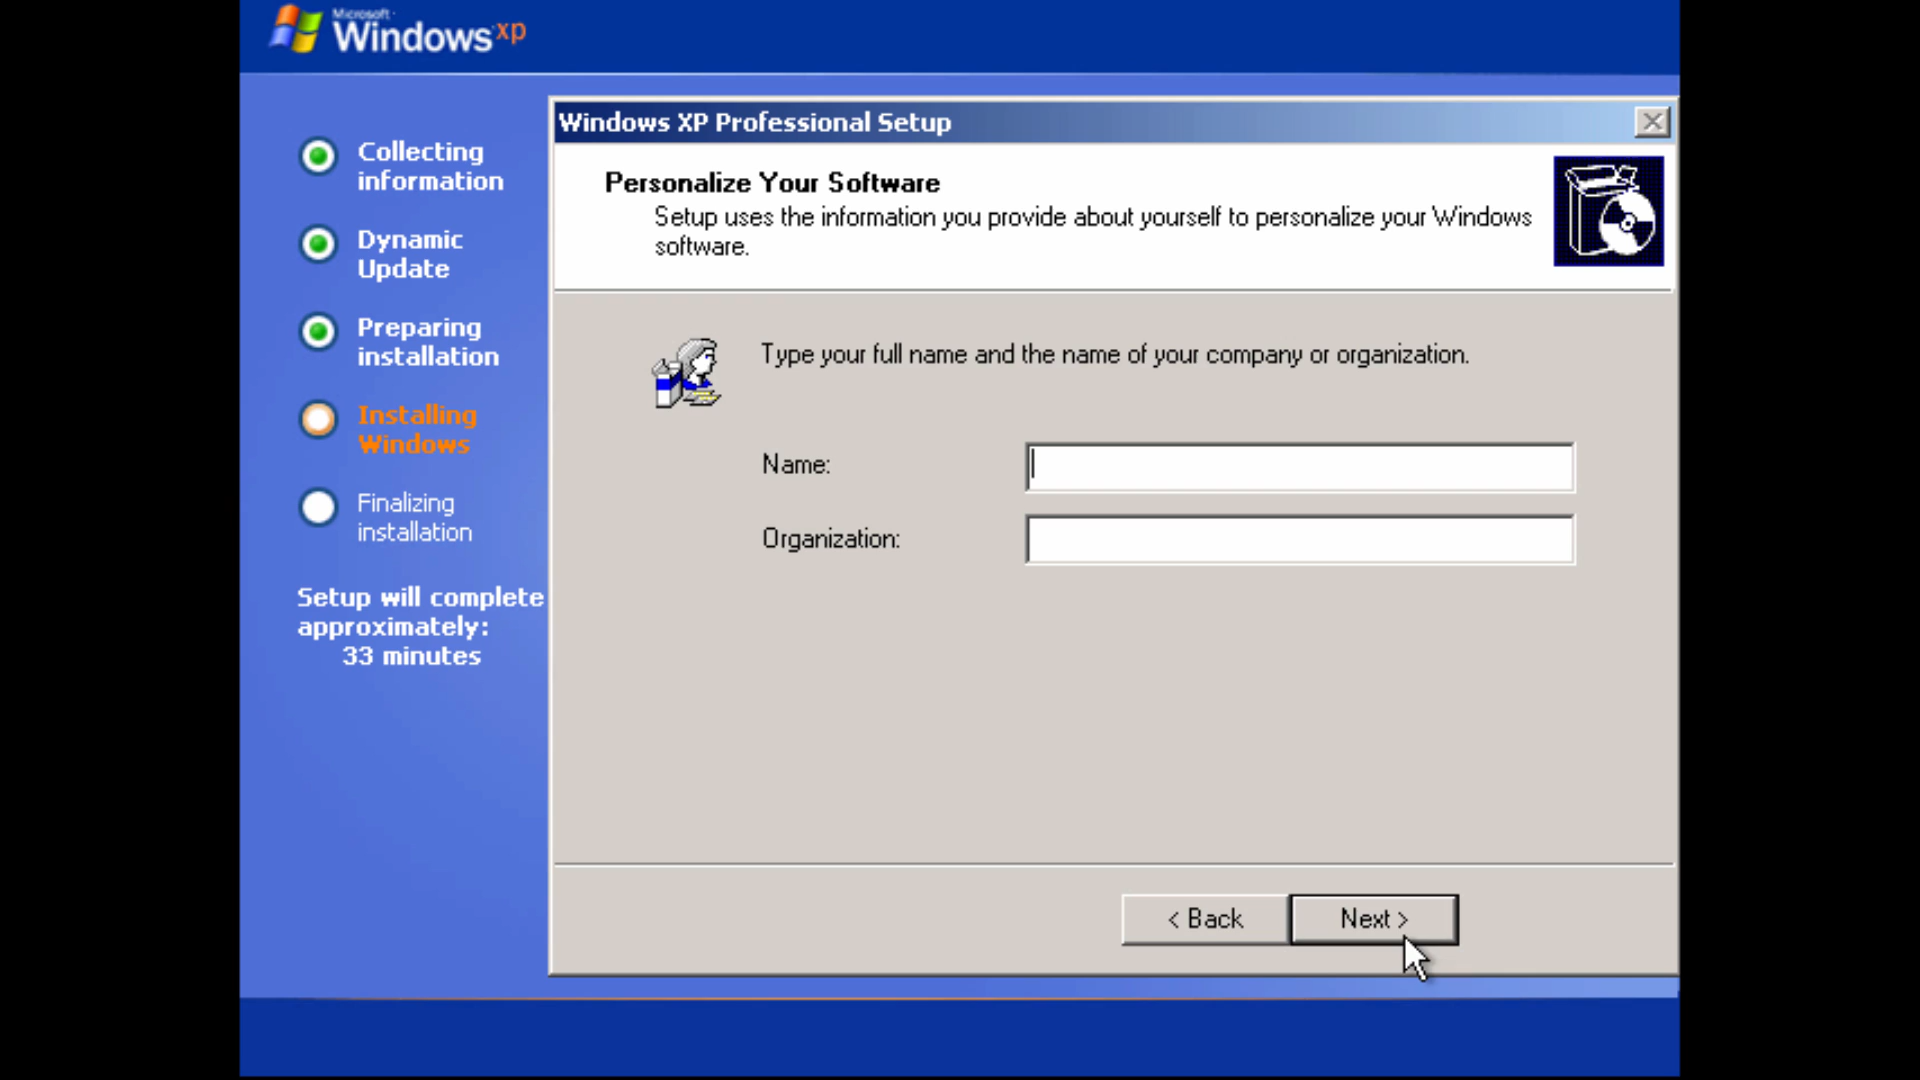 Microsoft
Windows xp
Collecting
information
Dynamic
Update
Preparing
installation
Installing
Windows
Finalizing
installation
Setup will complete
approximately:
33 minutes
Windows XP Professional Setup
Personalize Your Software
Setup uses the information you provide about yourself to personalize your Windows
software.
Type your full name and the name of your company or organization.
Name:
Organization:
< Back
Next >